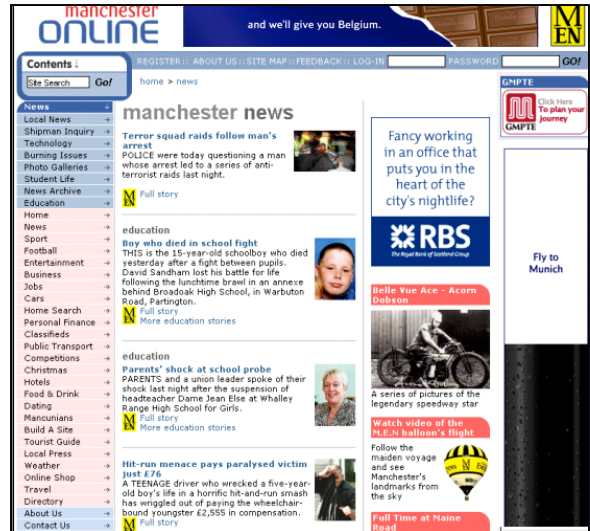 manchester
ONLINE
and we'll give you Belgium.
M
EN
Contents ↓
Site Search Go!
REGISTER:: ABOUT US::SITE MAP::FEEDBACK:: LOG-IN PASSWORD GO!
home > news
News
Local News
Shipman Inquiry
Technology
Burning Issues
Photo Galleries
Student Life
News Archive
Education
Home
News
Sport
Football
Entertainment
Business
Jobs
Cars
Home Search
Personal Finance
Classifieds
Public Transport
Competitions
Christmas
Hotels
Food & Drink
Dating
Mancunians
Build A Site
Tourist Guide
Local Press
Weather
Online Shop
Travel
Directory
About Us
Contact Us
manchester news
Terror squad raids follow man's
arrest
POLICE were today questioning a man
whose arrest led to a series of anti-
terrorist raids last night.
M
EN
Full story
education
Boy who died in school fight
THIS is the 15-year-old schoolboy who died
yesterday after a fight between pupils.
David Sandham lost his battle for life
following the lunchtime brawl in an annexe
behind Broadoak High School, in Warbuton
Road, Partington.
M
EN
Full story
More education stories
education
Parents' shock at school probe
PARENTS and a union leader spoke of their
shock last night after the suspension of
headteacher Dame Jean Else at Whalley
Range High School for Girls.
M
EN
Full story
More education stories
Hit-run menace pays paralysed victim
just £76
A TEENAGE driver who wrecked a five-year-
old boy's life in a horrific hit-and-run smash
has wriggled out of paying the wheelchair-
bound youngster £2,555 in compensation.
M
EN
Full story
Fancy working
in an office that
puts you in the
heart of the
city's nightlife?
RBS
The Royal Bank of Scotland Group
Belle Vue Ace - Acorn
Dobson
A series of pictures of the
legendary speedway star
Watch video of the
M.E.N balloon's flight
Follow the
maiden voyage
and see
Manchester's
landmarks from
the sky
Full Time at Maine
Road
GMPTE
GMPTE
Click Here
To plan your
journey
Fly to
Munich